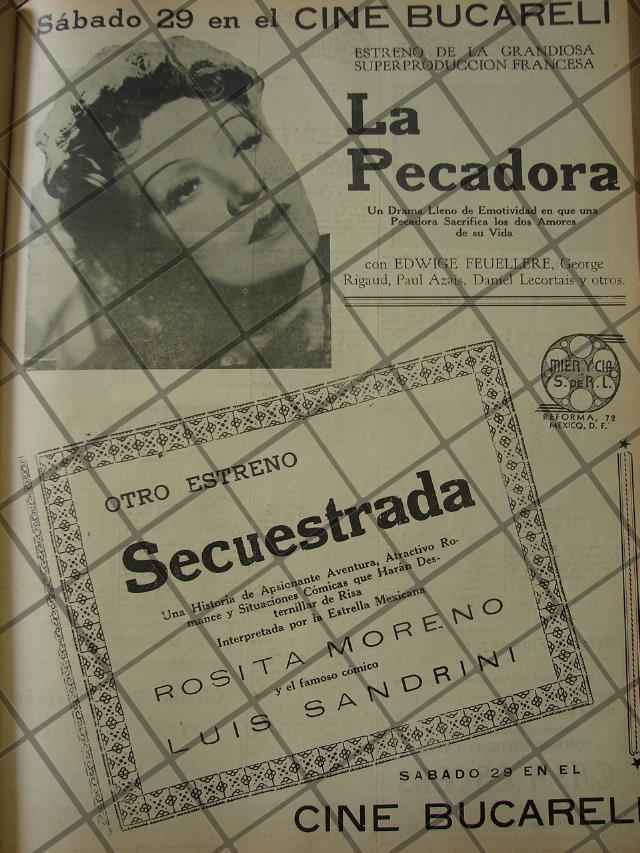 Sábado 29 en el CINE BUCARELI
ESTRENO DE LA GRANDIOSA
SUPERPRODUCCION FRANCESA
La
Pecadora
Un Drama Lleno de Emotividad en que una
Pecadora Sacrifica los dos Amores
de su Vida
con EDWIGE FEUELLERE, George
Rigaud, Paul Azais, Daniel Lecortais y otros.
MIER Y CIA
S. DE R. L.
REFORMA, 72
MEXICO. D. F.
OTRO ESTRENO
Secuestrada
Una Historia de Apsionante Aventura, Atractivo Ro-
mance y Situaciones Cómicas que Harán Des-
ternillar de Risa
Interpretada por la Estrella Mexicana
ROSITA MORENO
y el famoso cómico
LUIS SANDRINI
SABADO 29 EN EL
CINE BUCARELI